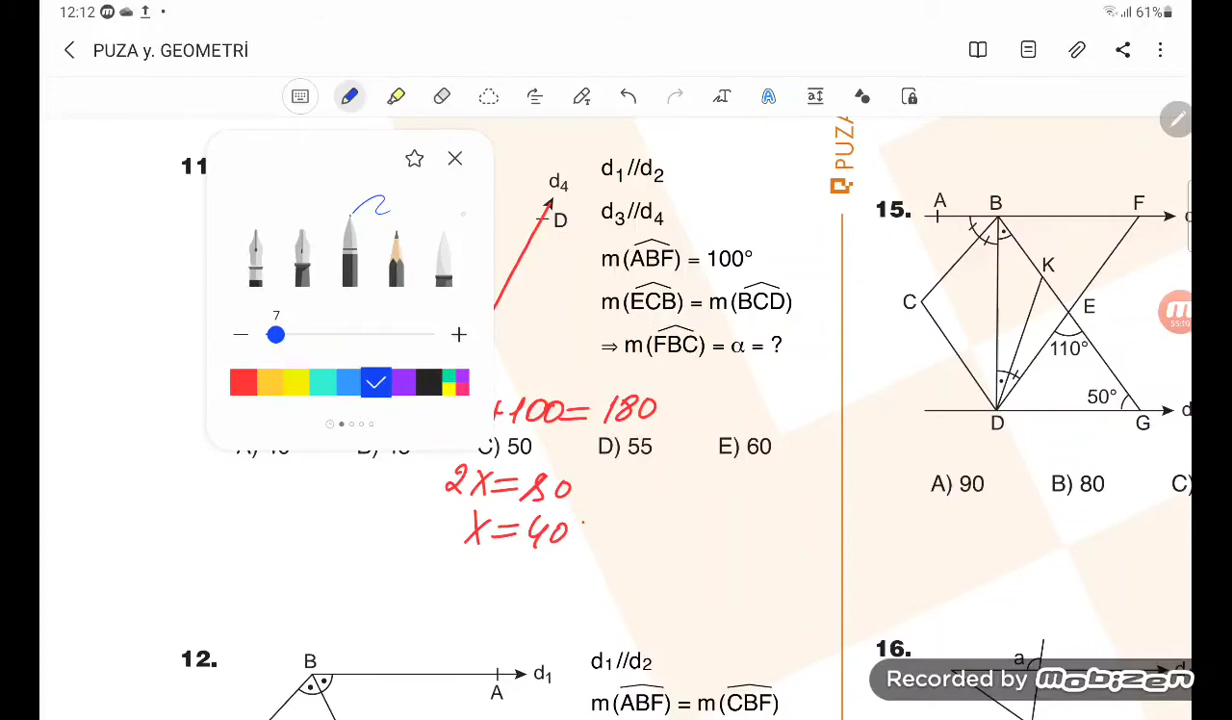 12:12
61%
PUZA y. GEOMETRİ
7
11
d4
D
d1//d2
d3//d4
m(ABF) = 100°
m(ECB) = m(BCD)
⇒ m(FBC) = α = ?
+100=180
C) 50
D) 55
E) 60
2x=80
x=40
12.
B
d1
A
d1//d2
m(ABF) = m(CBF)
PUZA
15.
A
B
F
K
C
E
110°
50°
D
G
d
A) 90
B) 80
C)
16.
a
Recorded by
mobizen